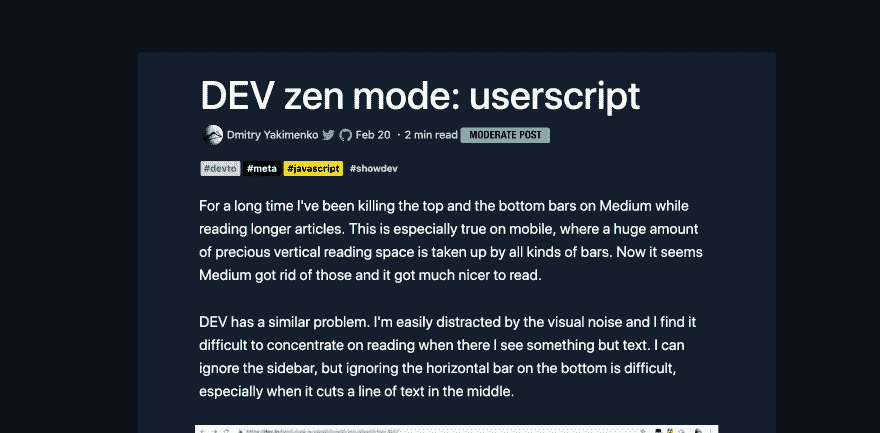 DEV zen mode: userscript
Dmitry Yakimenko Feb 20 · 2 min read MODERATE POST
#devto #meta #javascript #showdev
For a long time I've been killing the top and the bottom bars on Medium while
reading longer articles. This is especially true on mobile, where a huge amount
of precious vertical reading space is taken up by all kinds of bars. Now it seems
Medium got rid of those and it got much nicer to read.
DEV has a similar problem. I'm easily distracted by the visual noise and I find it
difficult to concentrate on reading when there I see something but text. I can
ignore the sidebar, but ignoring the horizontal bar on the bottom is difficult,
especially when it cuts a line of text in the middle.